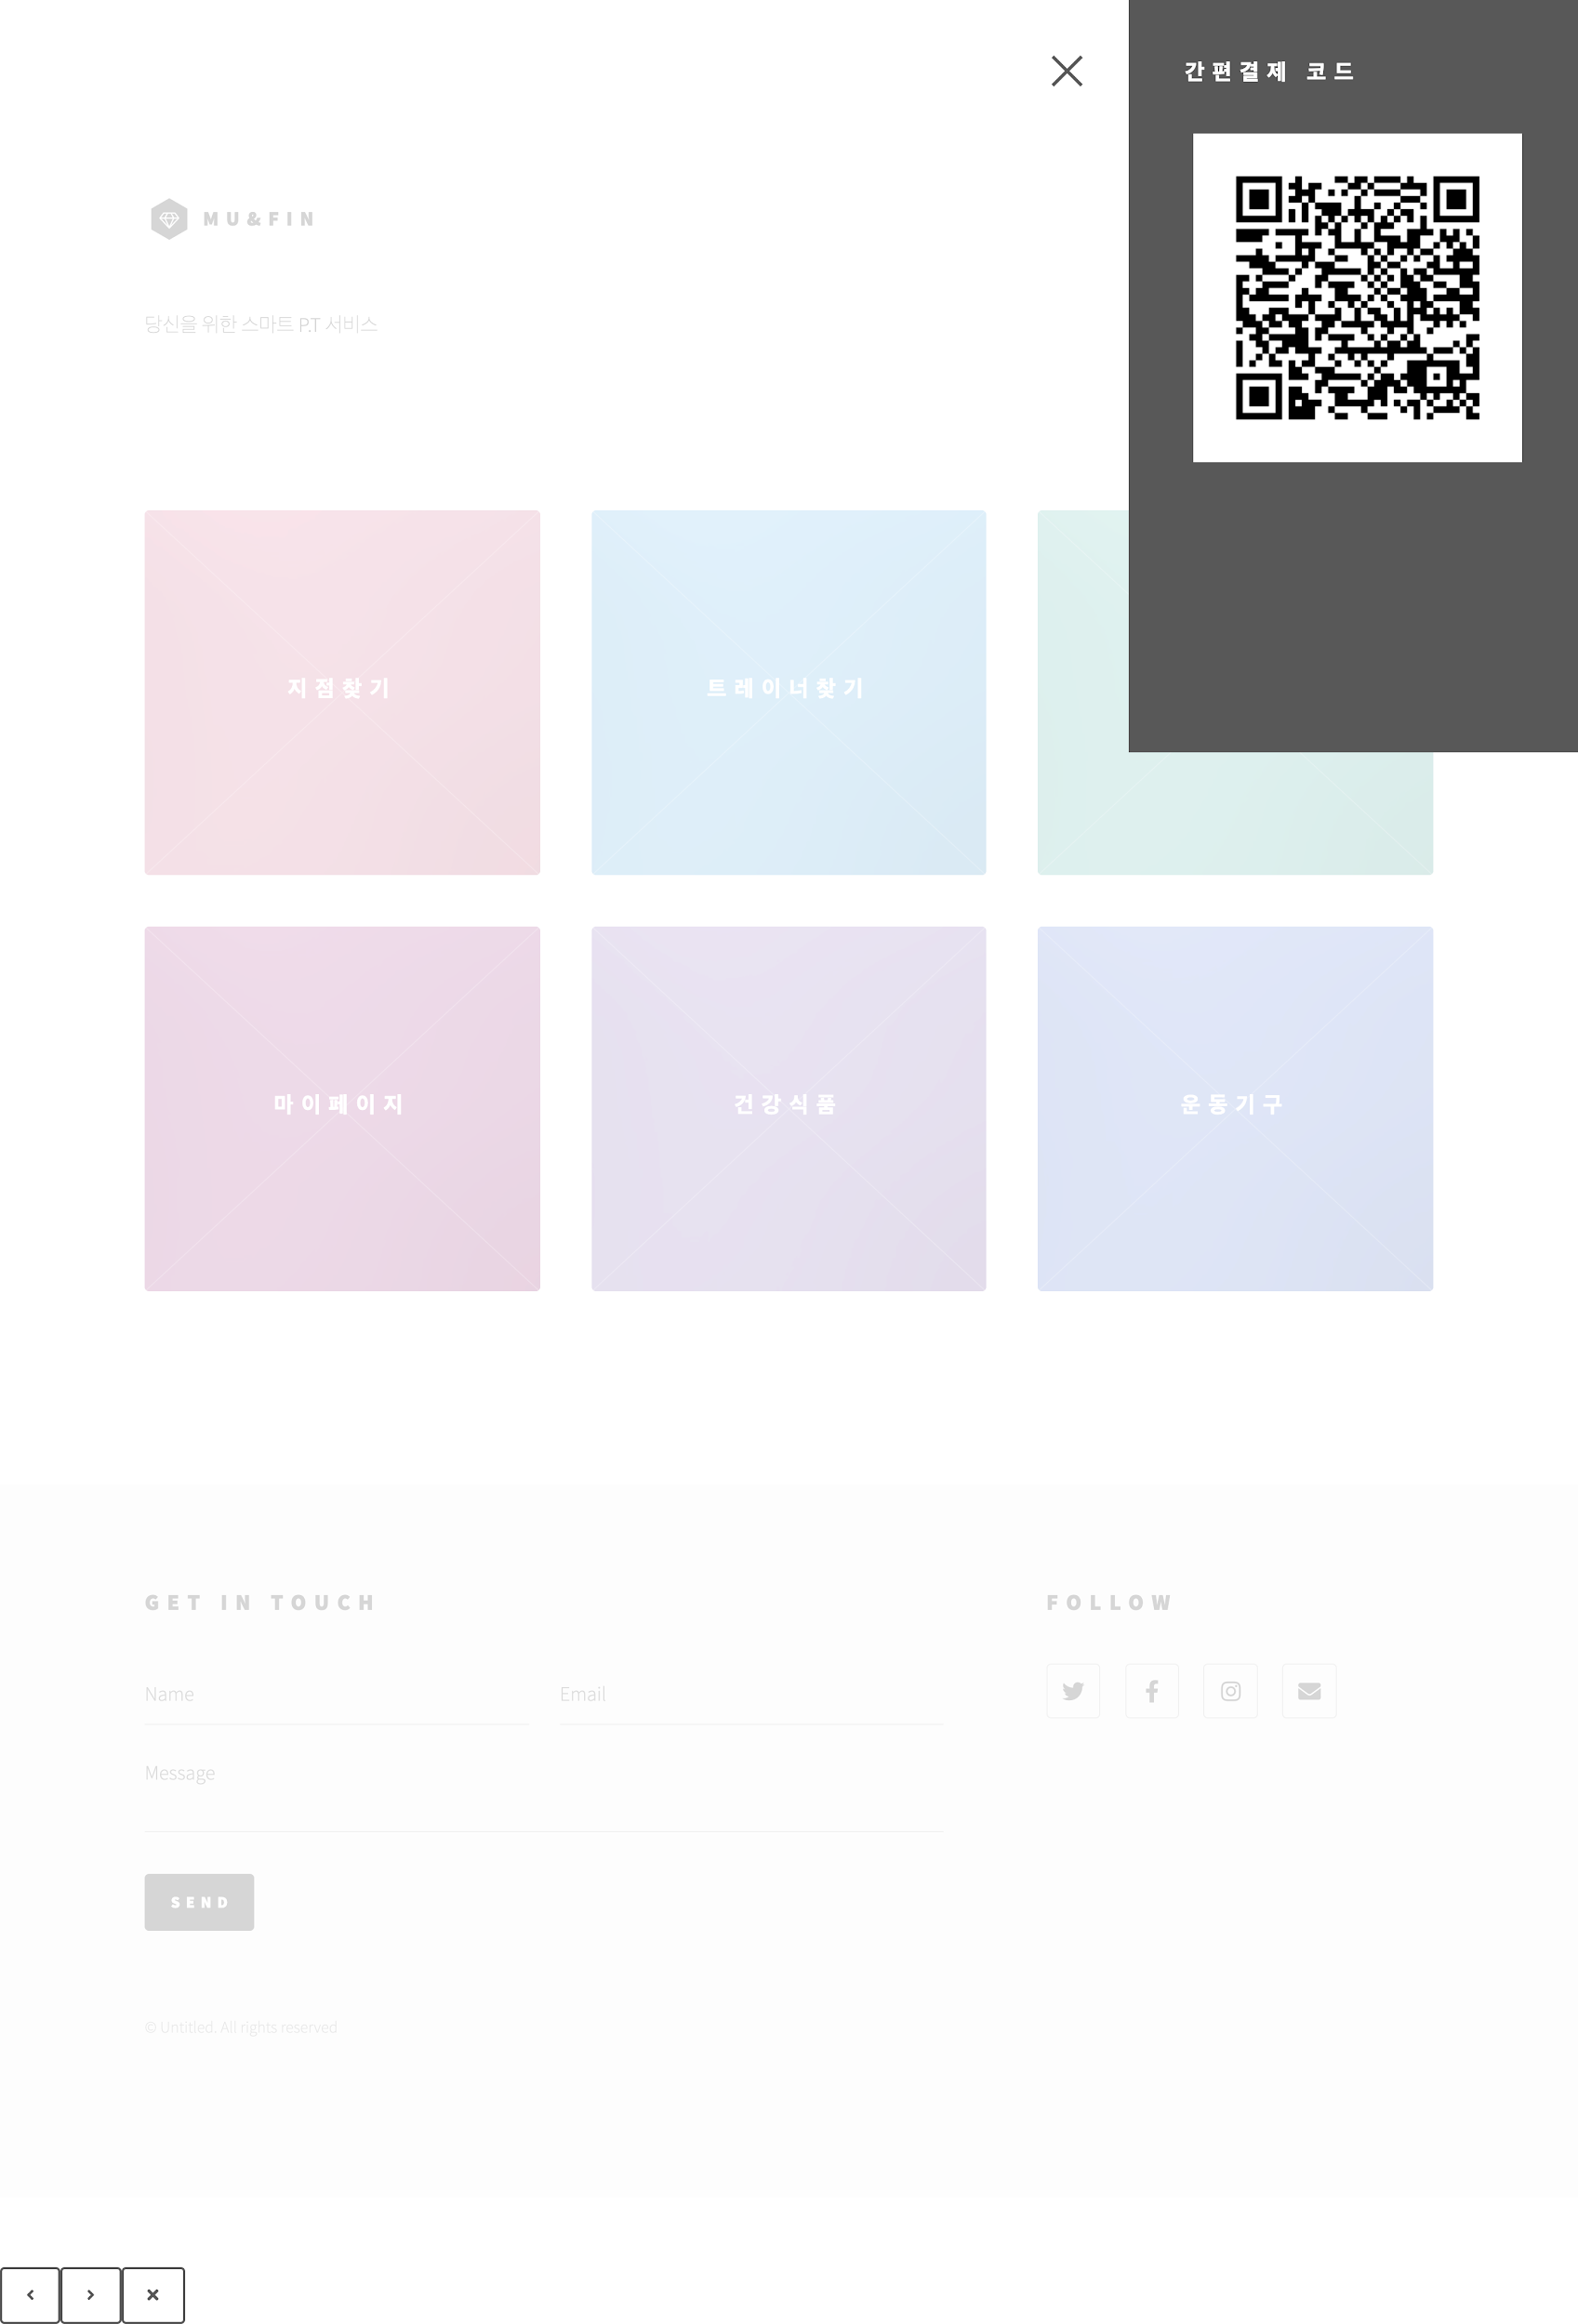 간편결제 코드
MU&FIN
당신을 위한 스마트 P.T 서비스
지점찾기
트레이너찾기
마이페이지
건강식품
운동기구
GET IN TOUCH
Name
Email
Message
SEND
FOLLOW
© Untitled. All rights reserved